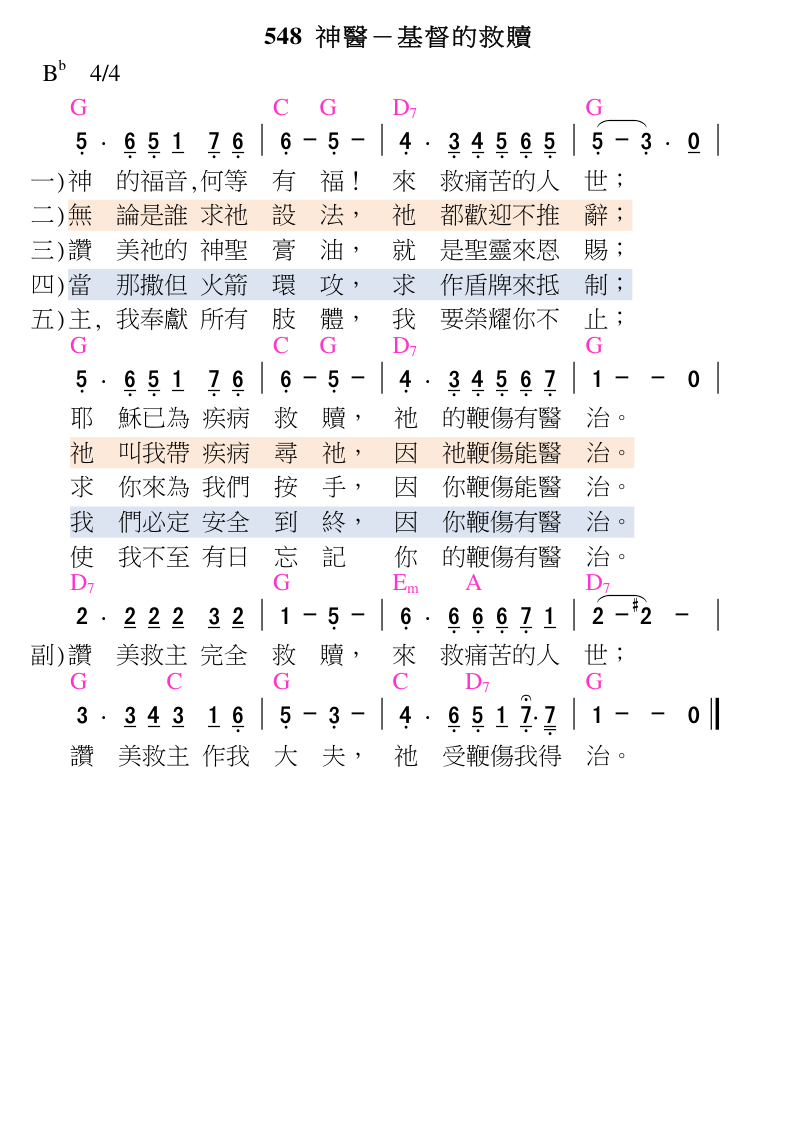 548 神醫－基督的救贖
Bb 4/4
G C G D7 G
5 · 6 5 1 7 6 | 6 － 5 － | 4 · 3 4 5 6 5 | 5 － 3 · 0 |
一)神 的福音,何等 有 福！ 來 救痛苦的人 世；
二)無 論是誰 求祂 設 法， 祂 都歡迎不推 辭；
三)讚 美祂的 神聖 膏 油， 就 是聖靈來恩 賜；
四)當 那撒但 火箭 環 攻， 求 作盾牌來抵 制；
五)主, 我奉獻 所有 肢 體， 我 要榮耀你不 止；
G C G D7 G
5 · 6 5 1 7 6 | 6 － 5 － | 4 · 3 4 5 6 7 | 1 － － 0 |
耶 穌已為 疾病 救 贖， 祂 的鞭傷有醫 治。
祂 叫我帶 疾病 尋 祂， 因 祂鞭傷能醫 治。
求 你來為 我們 按 手， 因 你鞭傷能醫 治。
我 們必定 安全 到 終， 因 你鞭傷有醫 治。
使 我不至 有日 忘 記 你 的鞭傷有醫 治。
D7 G Em A D7
2 · 2 2 2 3 2 | 1 － 5 － | 6 · 6 6 6 7 1 | 2 － #2 － |
副)讚 美救主 完全 救 贖， 來 救痛苦的人 世；
G C G C D7 G
3 · 3 4 3 1 6 | 5 － 3 － | 4 · 6 5 1 7· 7 | 1 － － 0 ‖
讚 美救主 作我 大 夫， 祂 受鞭傷我得 治。